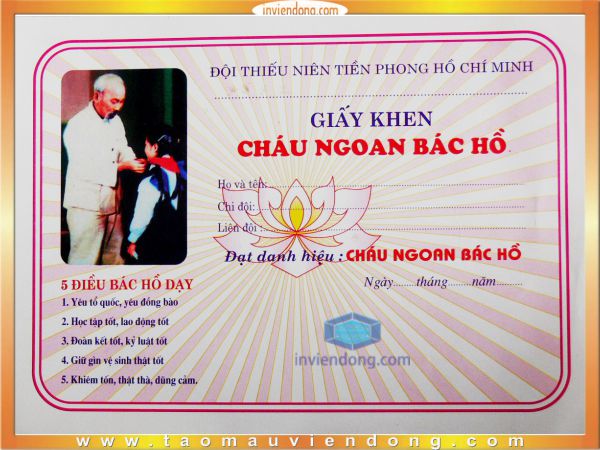 inviendong.com
ĐỘI THIẾU NIÊN TIỀN PHONG HỒ CHÍ MINH
GIẤY KHEN
CHÁU NGOAN BÁC HỒ
Họ và tên:
Chi đội:
Liên đội :
Đạt danh hiệu : CHÁU NGOAN BÁC HỒ
Ngày.........tháng.........năm..........
5 ĐIỀU BÁC HỒ DẠY
1. Yêu tổ quốc, yêu đồng bào
2. Học tập tốt, lao động tốt
3. Đoàn kết tốt, kỷ luật tốt
4. Giữ gìn vệ sinh thật tốt
5. Khiêm tốn, thật thà, dũng cảm.
inviendong.com
www.taomauviendong.com